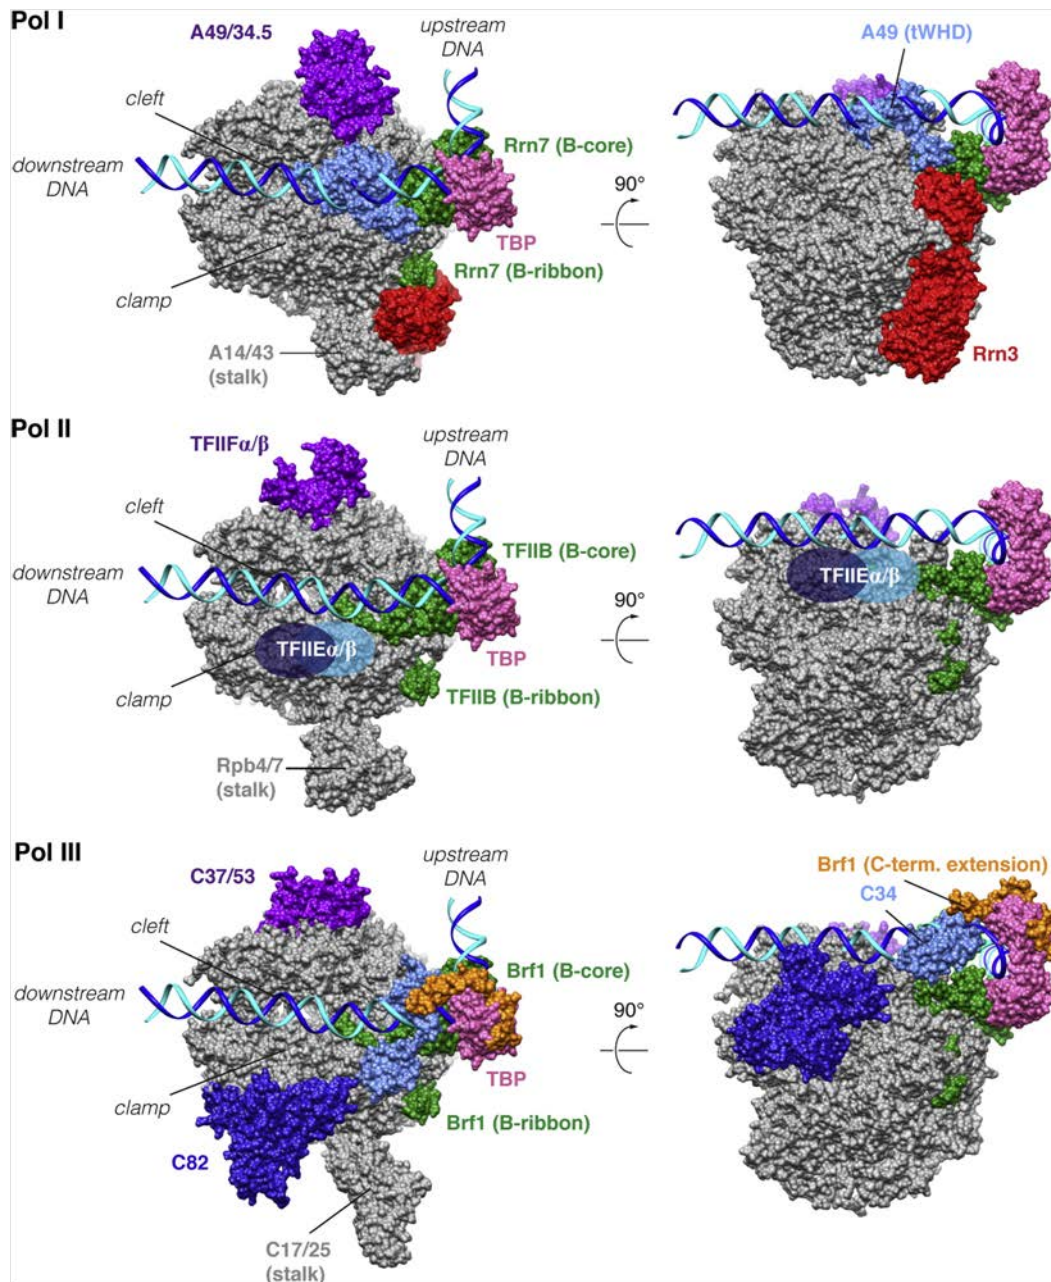 Pol I
A49/34.5
upstream
DNA
A49 (tWHD)
cleft
Rrn7 (B-core)
downstream
DNA
90°
TBP
Rrn7 (B-ribbon)
clamp
A14/43
(stalk)
Rrn3
Pol II
TFIIFα/β
upstream
DNA
cleft
TFIIB (B-core)
downstream
DNA
TFIIEα/β
90°
TFIIEα/β
TBP
clamp
TFIIB (B-ribbon)
Rpb4/7
(stalk)
Pol III
C37/53
upstream
DNA
Brf1 (C-term. extension)
C34
cleft
Brf1 (B-core)
downstream
DNA
90°
TBP
clamp
Brf1 (B-ribbon)
C82
C17/25
(stalk)